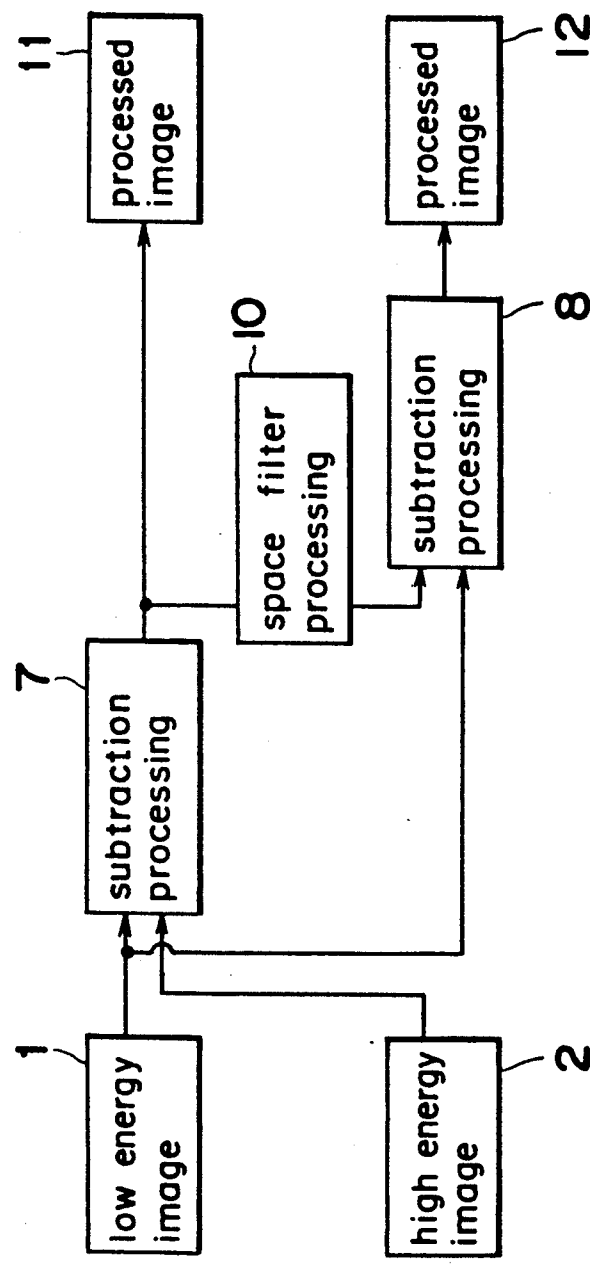 1
low energy
image
7
subtraction
processing
11
processed
image
10
space filter
processing
2
high energy
image
8
subtraction
processing
12
processed
image